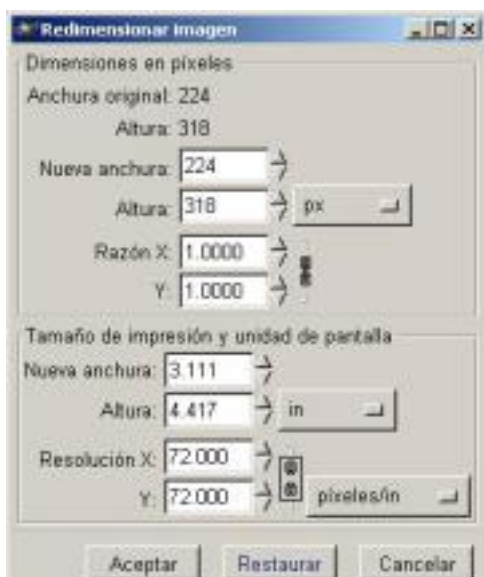 Redimensionar imagen
Dimensiones en píxeles
Anchura original: 224
Altura: 318
Nueva anchura: 224
Altura: 318 px
Razón X: 1.0000
Y: 1.0000
Tamaño de impresión y unidad de pantalla
Nueva anchura: 3.111
Altura: 4.417 in
Resolución X: 72.000
Y: 72.000 píxeles/in
Aceptar Restaurar Cancelar